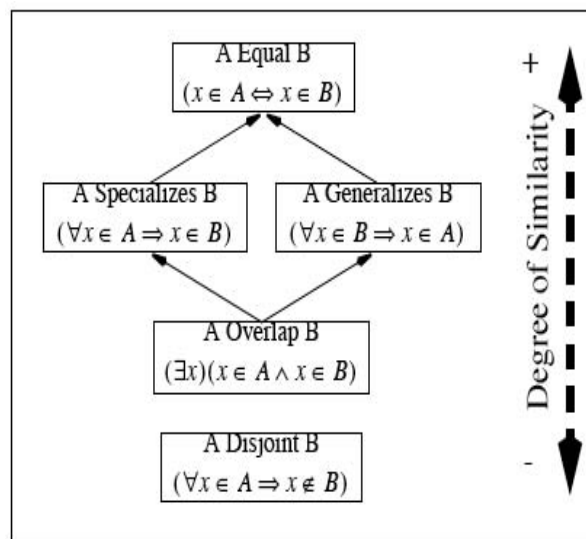 A Equal B
(x ∈ A ⇔ x ∈ B)
+
A Specializes B
(∀x ∈ A ⇒ x ∈ B)
A Generalizes B
(∀x ∈ B ⇒ x ∈ A)
A Overlap B
(∃x)(x ∈ A ∧ x ∈ B)
A Disjoint B
(∀x ∈ A ⇒ x ∉ B)
-
Degree of Similarity